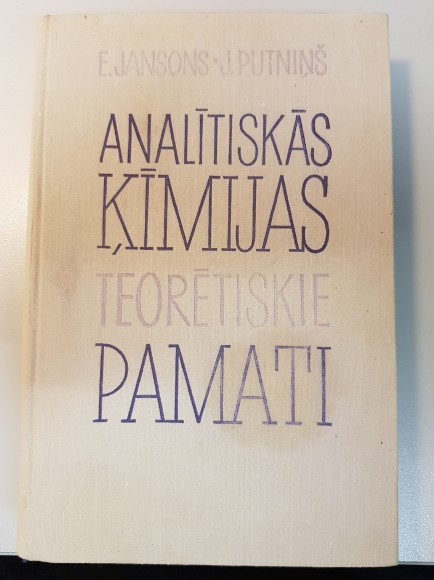 E. JANSONS · J. PUTNIŅŠ
ANALĪTISKĀS
ĶĪMIJAS
TEORĒTISKIE
PAMATI